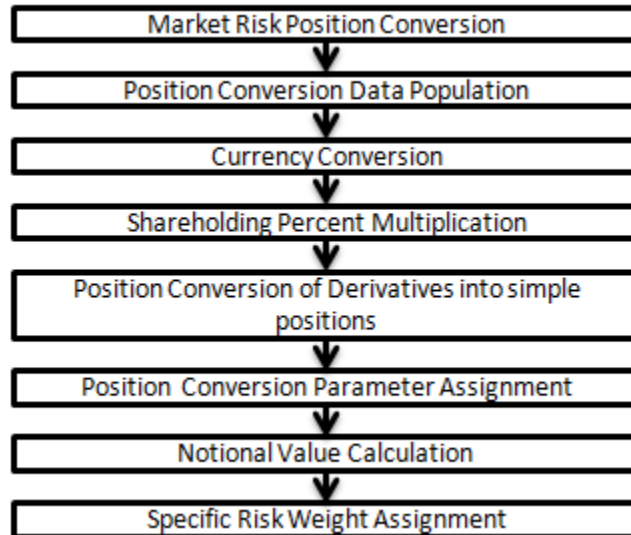 Market Risk Position Conversion
Position Conversion Data Population
Currency Conversion
Shareholding Percent Multiplication
Position Conversion of Derivatives into simple
positions
Position Conversion Parameter Assignment
Notional Value Calculation
Specific Risk Weight Assignment